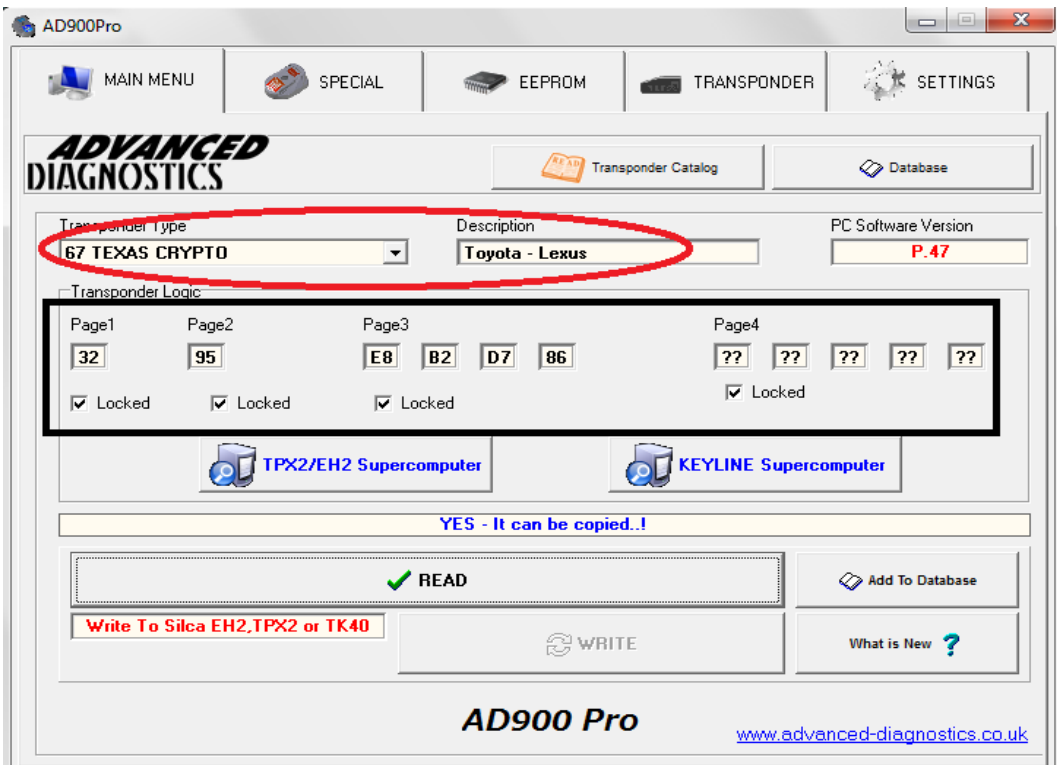 AD900Pro
MAIN MENU SPECIAL EEPROM TRANSPONDER SETTINGS
ADVANCED
DIAGNOSTICS
READ Transponder Catalog Database
Transponder Type Description PC Software Version
67 TEXAS CRYPTO Toyota - Lexus P.47
Transponder Logic
Page1 Page2 Page3 Page4
32 95 E8 B2 D7 86 ?? ?? ?? ?? ??
Locked Locked Locked Locked
TPX2/EH2 Supercomputer KEYLINE Supercomputer
YES - It can be copied..!
READ Add To Database
Write To Silca EH2,TPX2 or TK40
WRITE What is New ?
AD900 Pro
www.advanced-diagnostics.co.uk